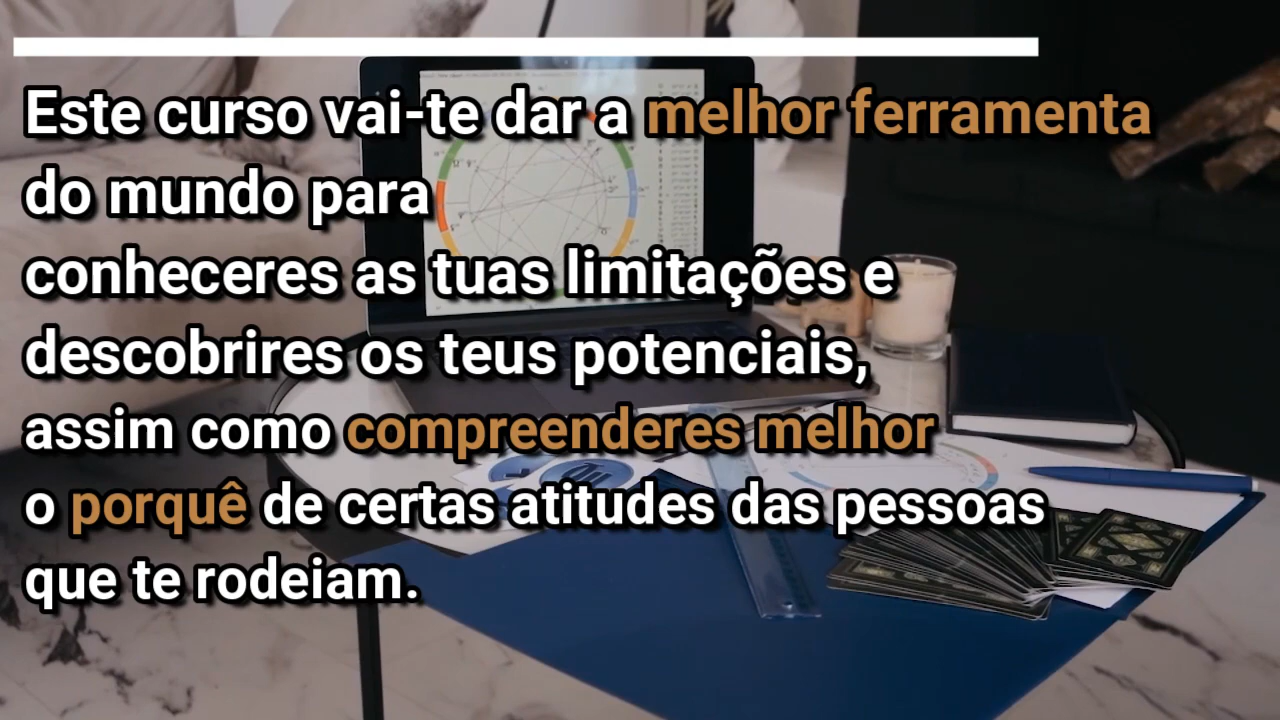 Este curso vai-te dar a melhor ferramenta
do mundo para
conheceres as tuas limitações e
descobrires os teus potenciais,
assim como compreenderes melhor
o porquê de certas atitudes das pessoas
que te rodeiam.